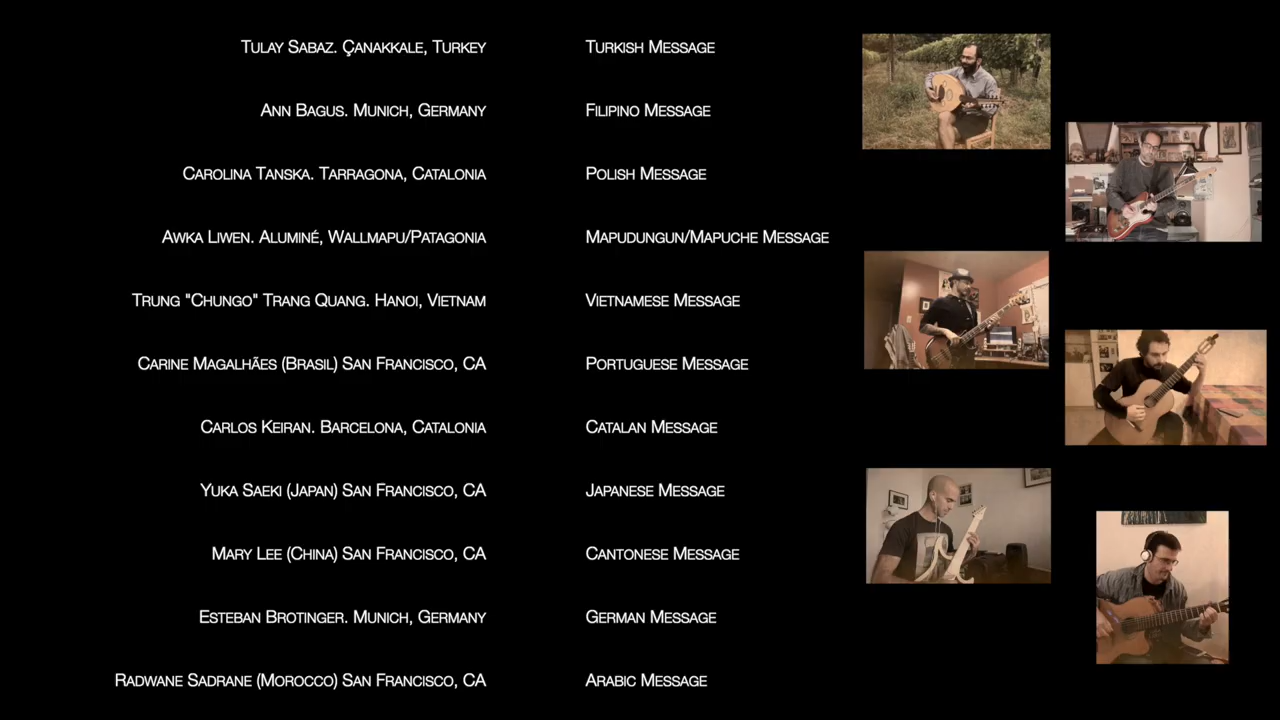 Tulay Sabaz. Çanakkale, Turkey Turkish Message
Ann Bagus. Munich, Germany Filipino Message
Carolina Tanska. Tarragona, Catalonia Polish Message
Awka Liwen. Aluminé, Wallmapu/Patagonia Mapudungun/Mapuche Message
Trung "Chungo" Trang Quang. Hanoi, Vietnam Vietnamese Message
Carine Magalhães (Brasil) San Francisco, CA Portuguese Message
Carlos Keiran. Barcelona, Catalonia Catalan Message
Yuka Saeki (Japan) San Francisco, CA Japanese Message
Mary Lee (China) San Francisco, CA Cantonese Message
Esteban Brotinger. Munich, Germany German Message
Radwane Sadrane (Morocco) San Francisco, CA Arabic Message